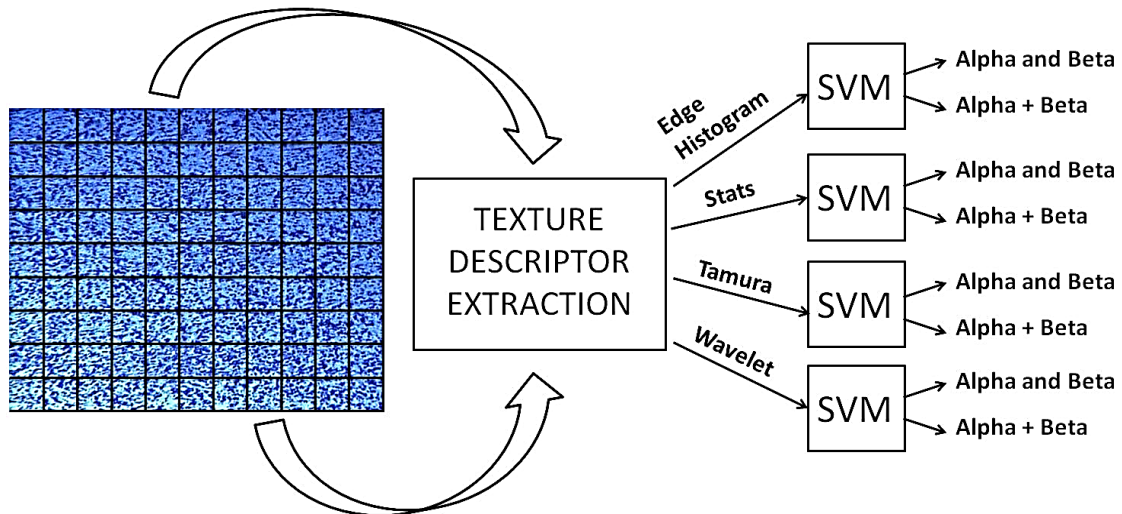 TEXTURE
DESCRIPTOR
EXTRACTION
Edge
Histogram
SVM
Alpha and Beta
Alpha + Beta
Stats
SVM
Alpha and Beta
Alpha + Beta
Tamura
SVM
Alpha and Beta
Alpha + Beta
Wavelet
SVM
Alpha and Beta
Alpha + Beta